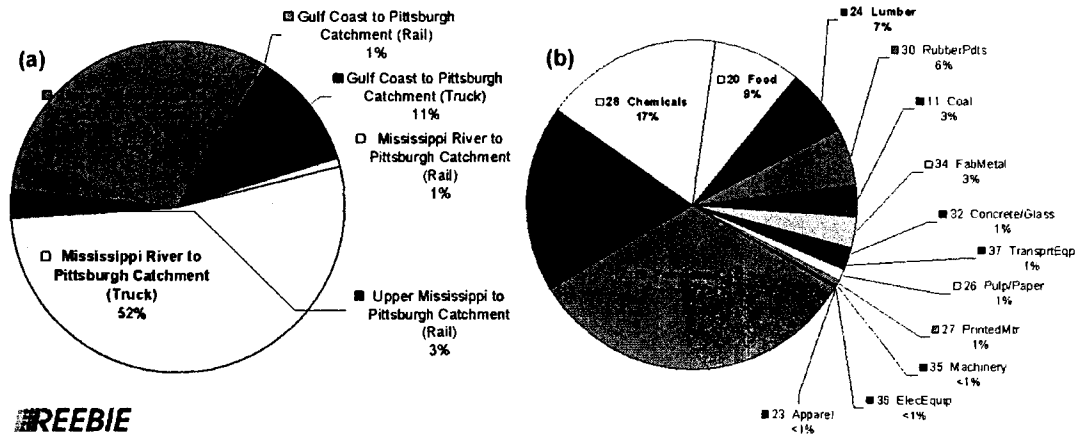 (a)
Gulf Coast to Pittsburgh
Catchment (Rail)
1%
Gulf Coast to Pittsburgh
Catchment (Truck)
11%
Mississippi River to
Pittsburgh Catchment
(Rail)
1%
Mississippi River to
Pittsburgh Catchment
(Truck)
52%
Upper Mississippi to
Pittsburgh Catchment
(Rail)
3%
REEBIE
(b)
28 Chemicals
17%
20 Food
9%
24 Lumber
7%
30 RubberPdts
6%
11 Coal
3%
34 FabMetal
3%
32 Concrete/Glass
1%
37 TransprtEqp
1%
26 Pulp/Paper
1%
27 PrintedMtr
1%
35 Machinery
<1%
36 ElecEquip
<1%
23 Apparel
<1%